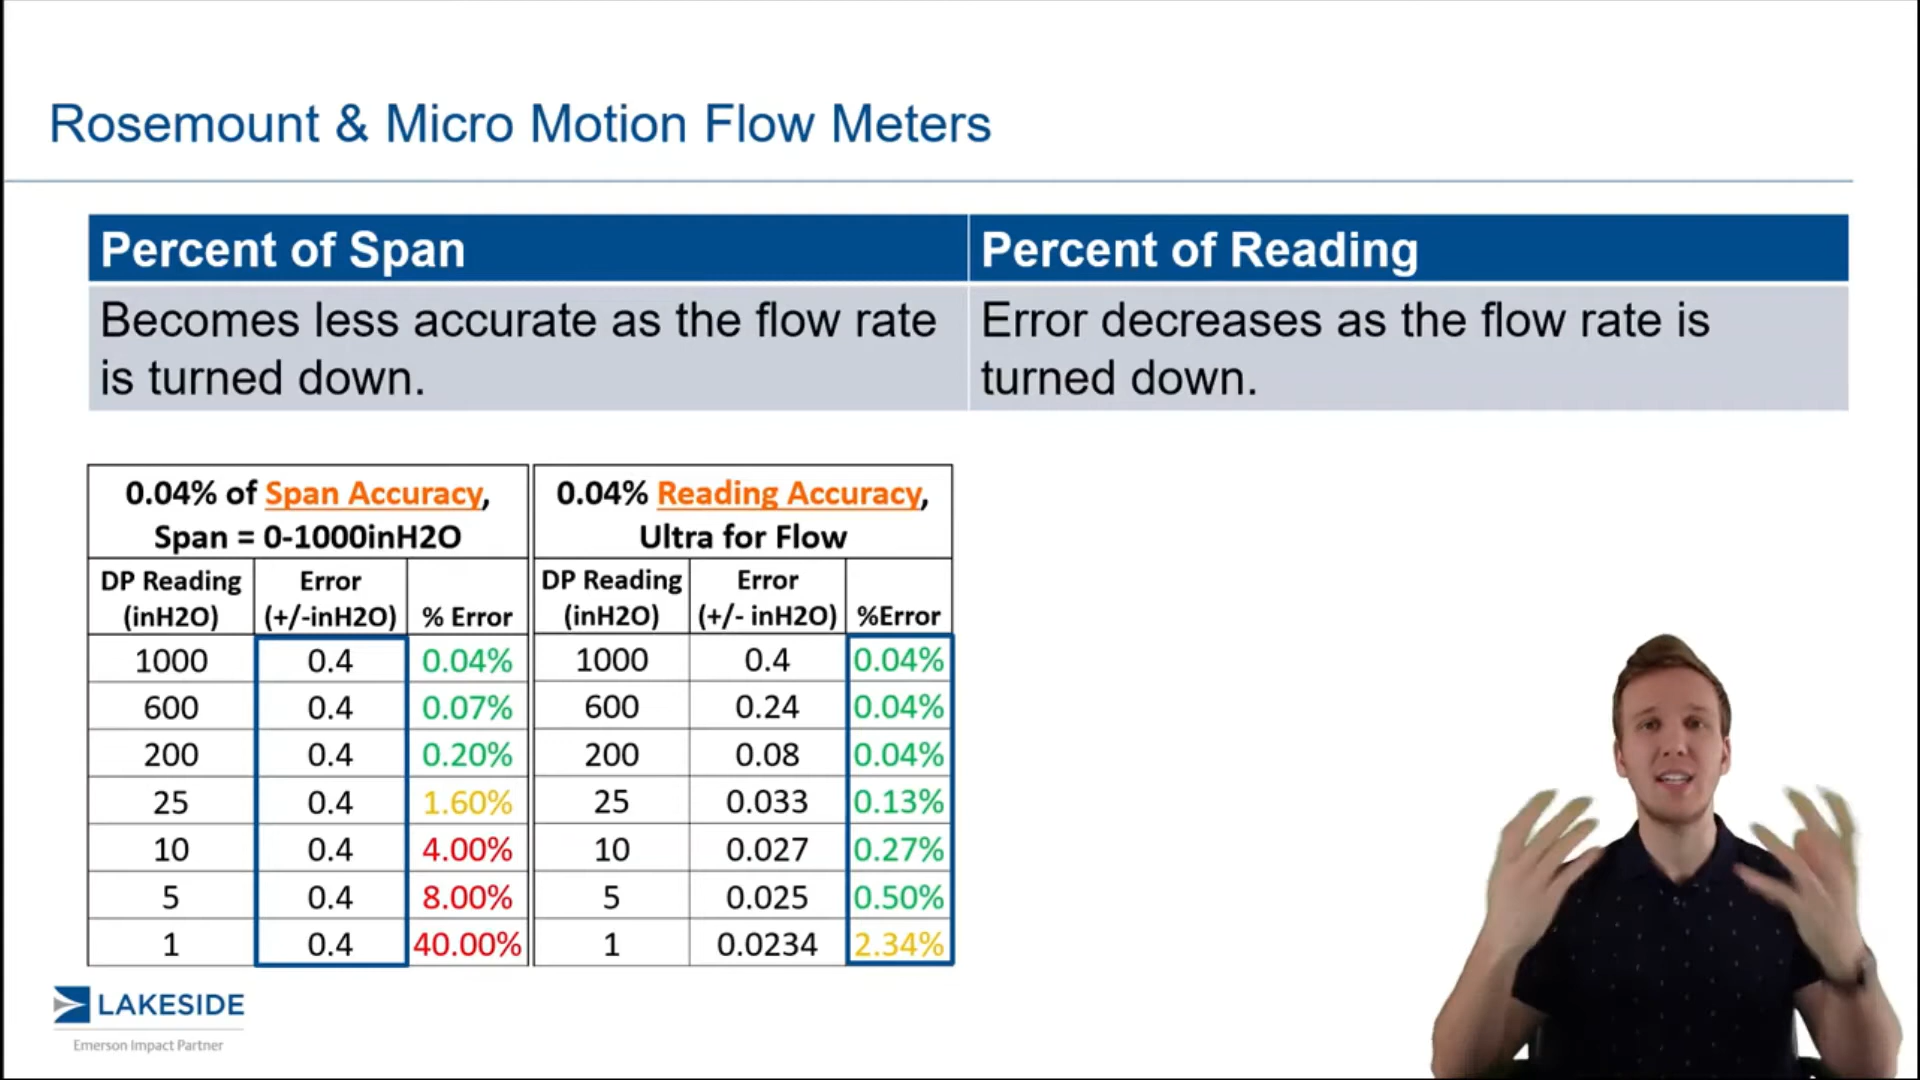 Rosemount & Micro Motion Flow Meters
Percent of Span
Percent of Reading
Becomes less accurate as the flow rate
is turned down.
Error decreases as the flow rate is
turned down.
0.04% of Span Accuracy,
Span = 0-1000inH2O
DP Reading
(inH2O)
Error
(+/-inH2O)
% Error
1000 0.4 0.04%
600 0.4 0.07%
200 0.4 0.20%
25 0.4 1.60%
10 0.4 4.00%
5 0.4 8.00%
1 0.4 40.00%
0.04% Reading Accuracy,
Ultra for Flow
DP Reading
(inH2O)
Error
(+/- inH2O)
%Error
1000 0.4 0.04%
600 0.24 0.04%
200 0.08 0.04%
25 0.033 0.13%
10 0.027 0.27%
5 0.025 0.50%
1 0.0234 2.34%
LAKESIDE
Emerson Impact Partner